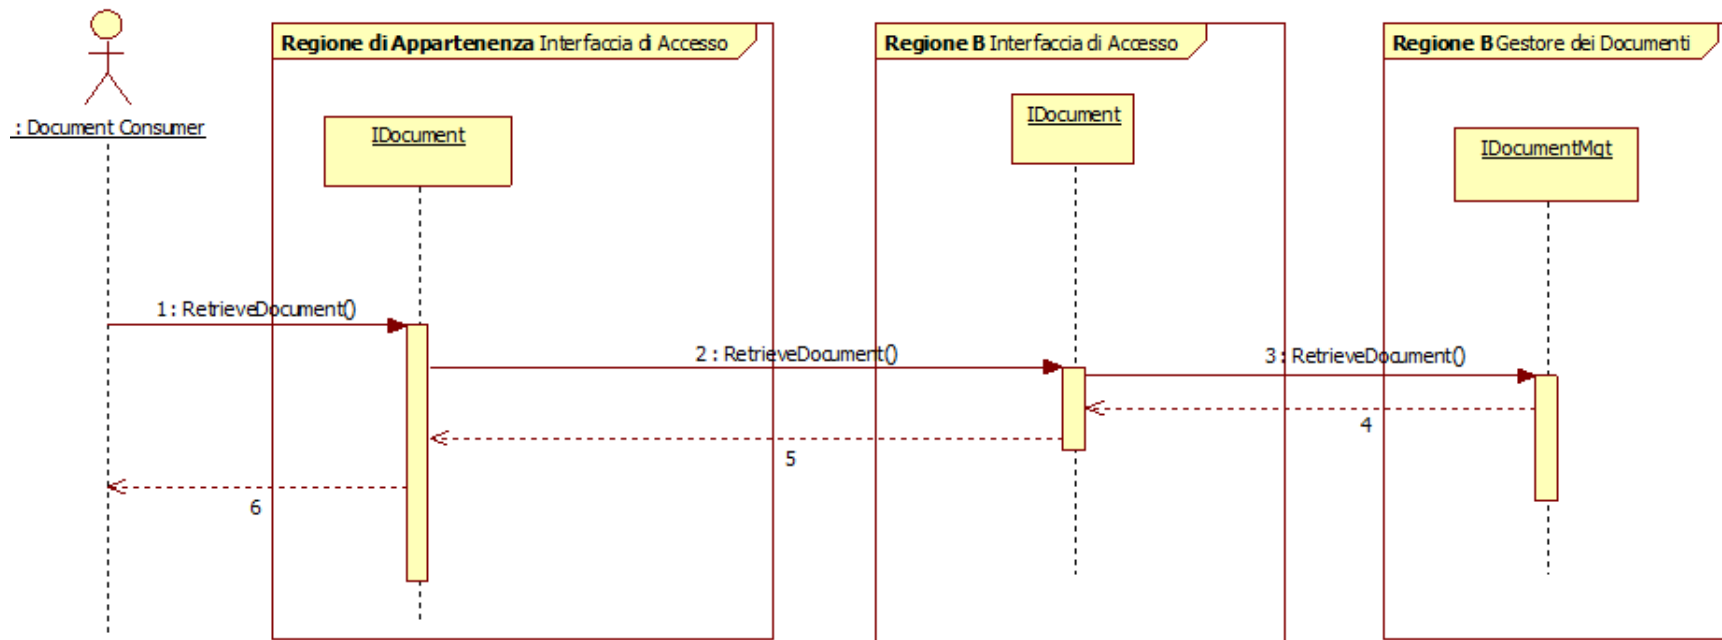 Regione di Appartenenza Interfaccia di Accesso
Regione B Interfaccia di Accesso
Regione B Gestore dei Documenti
: Document Consumer
IDocument
IDocument
IDocumentMgt
1: RetrieveDocument()
2 : RetrieveDocument()
3 : RetrieveDocument()
4
5
6